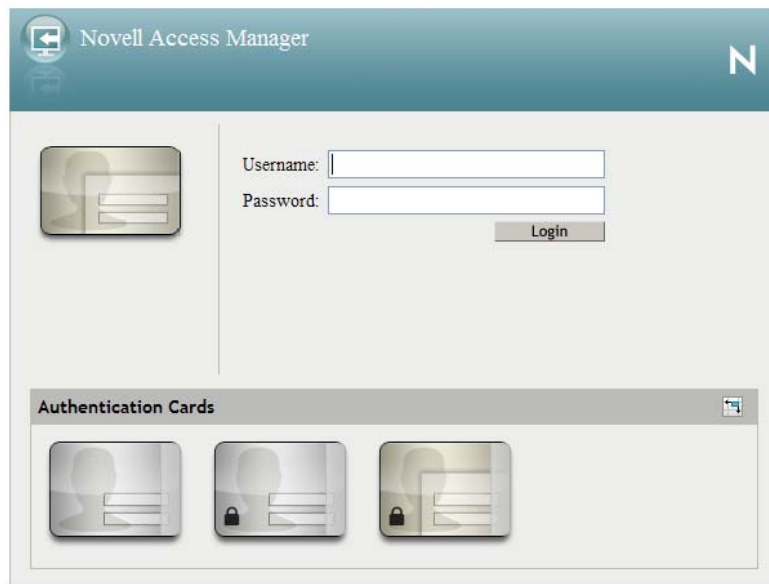 Novell Access Manager
N
Username:
Password:
Login
Authentication Cards